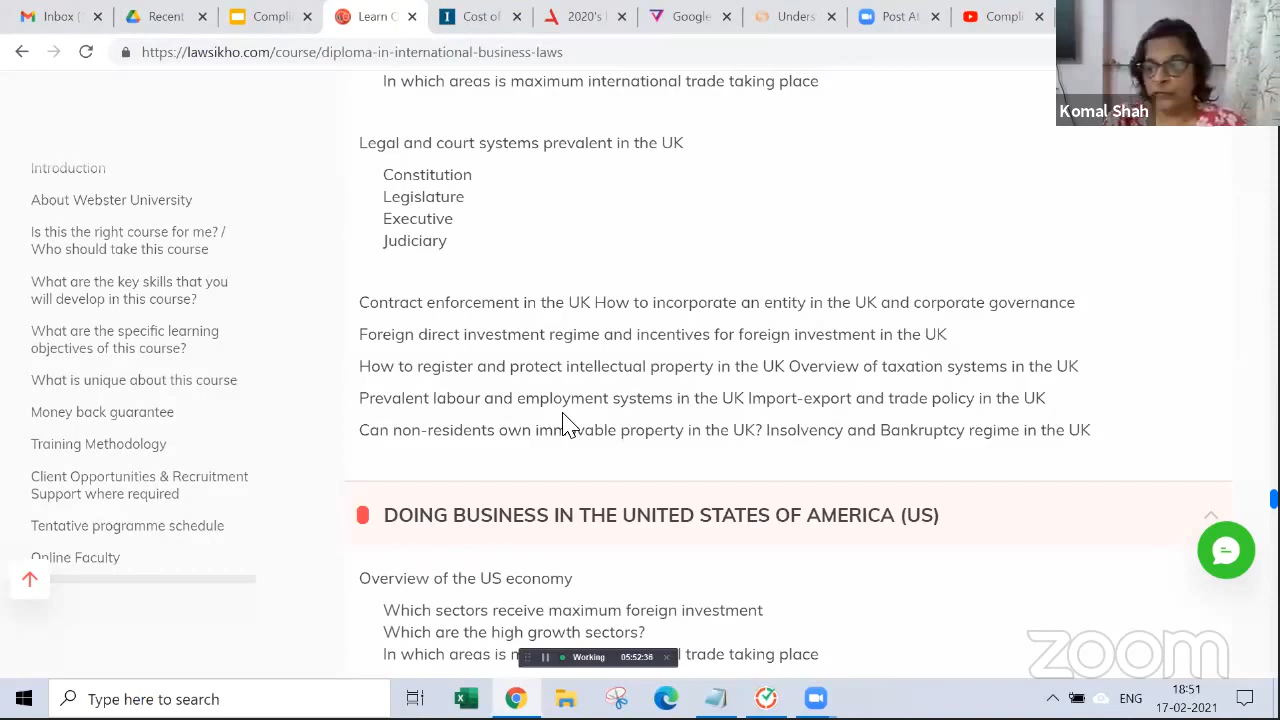 Inbox
Recent
Compli
Learn C
Cost of
2020's
Google
Unders
Post At
Compli
https://lawsikho.com/course/diploma-in-international-business-laws
Komal Shah
In which areas is maximum international trade taking place
Legal and court systems prevalent in the UK
Constitution
Legislature
Executive
Judiciary
Contract enforcement in the UK How to incorporate an entity in the UK and corporate governance
Foreign direct investment regime and incentives for foreign investment in the UK
How to register and protect intellectual property in the UK Overview of taxation systems in the UK
Prevalent labour and employment systems in the UK Import-export and trade policy in the UK
Can non-residents own immovable property in the UK? Insolvency and Bankruptcy regime in the UK
DOING BUSINESS IN THE UNITED STATES OF AMERICA (US)
Overview of the US economy
Which sectors receive maximum foreign investment
Which are the high growth sectors?
In which areas is m
l trade taking place
Introduction
About Webster University
Is this the right course for me? /
Who should take this course
What are the key skills that you
will develop in this course?
What are the specific learning
objectives of this course?
What is unique about this course
Money back guarantee
Training Methodology
Client Opportunities & Recruitment
Support where required
Tentative programme schedule
Online Faculty
Working 05:52:36
zoom
Type here to search
ENG
18:51
17-02-2021